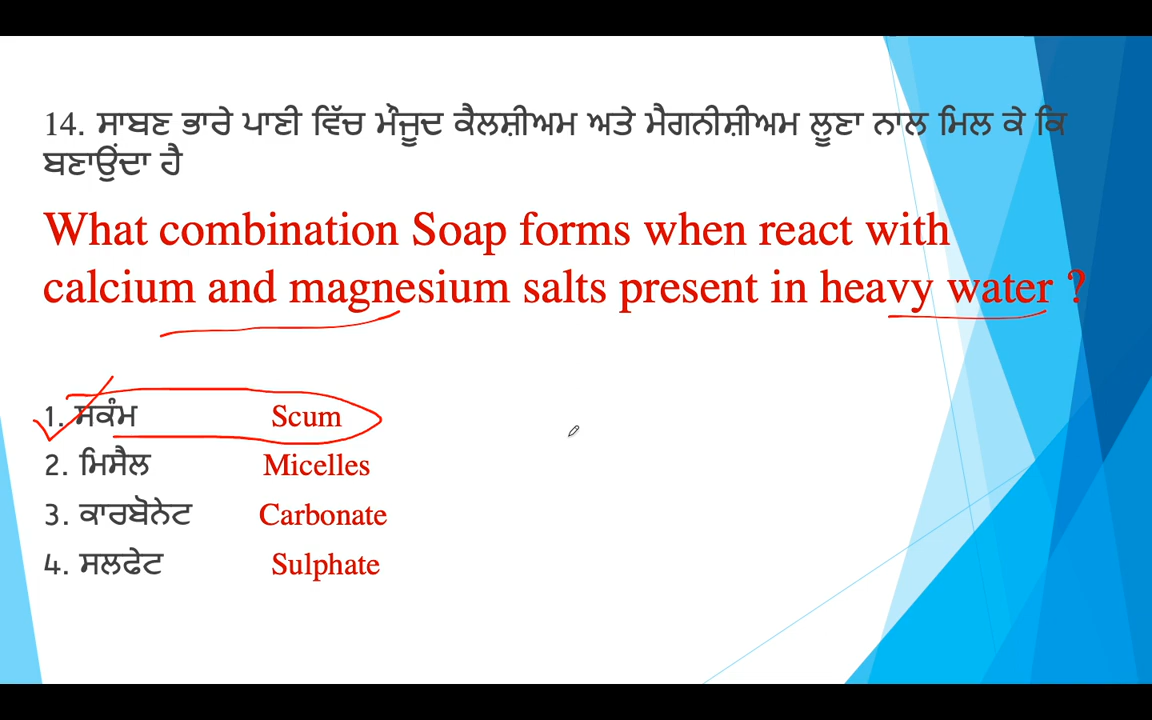 14. ਸਾਬਣ ਭਾਰੇ ਪਾਣੀ ਵਿੱਚ ਮੌਜੂਦ ਕੈਲਸ਼ੀਅਮ ਅਤੇ ਮੈਗਨੀਸ਼ੀਅਮ ਲੂਣਾ ਨਾਲ ਮਿਲ ਕੇ ਕਿ
ਬਣਾਉਂਦਾ ਹੈ
What combination Soap forms when react with
calcium and magnesium salts present in heavy water ?
1. ਸਕੰਮ Scum
2. ਮਿਸੈਲ Micelles
3. ਕਾਰਬੋਨੇਟ Carbonate
4. ਸਲਫੇਟ Sulphate